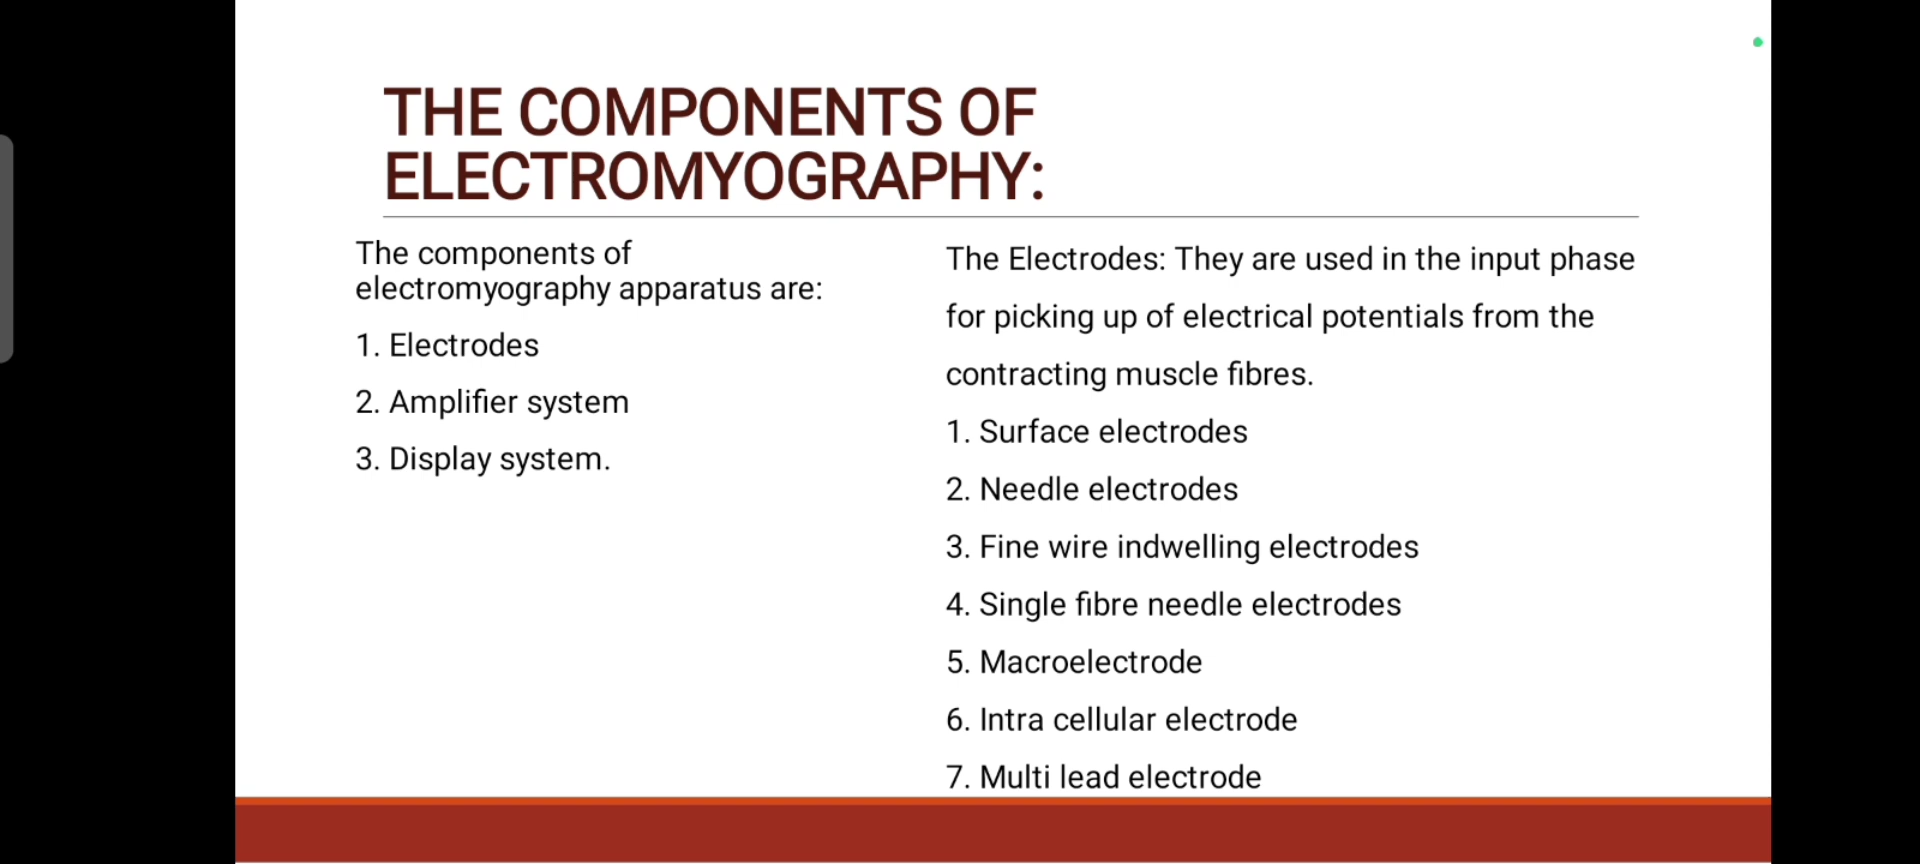 THE COMPONENTS OF
ELECTROMYOGRAPHY:
The components of
electromyography apparatus are:
1. Electrodes
2. Amplifier system
3. Display system.
The Electrodes: They are used in the input phase
for picking up of electrical potentials from the
contracting muscle fibres.
1. Surface electrodes
2. Needle electrodes
3. Fine wire indwelling electrodes
4. Single fibre needle electrodes
5. Macroelectrode
6. Intra cellular electrode
7. Multi lead electrode